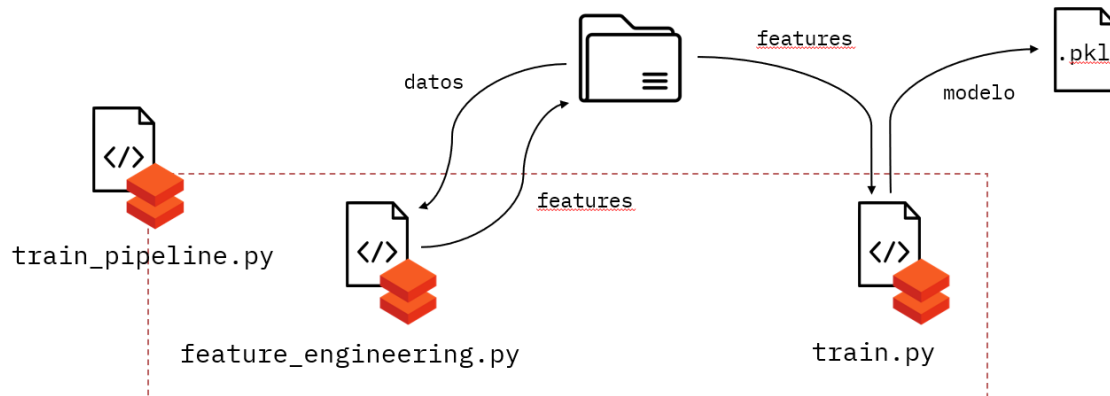 features
.pkl
datos
modelo
</>
features
</>
</>
train_pipeline.py
feature_engineering.py
train.py